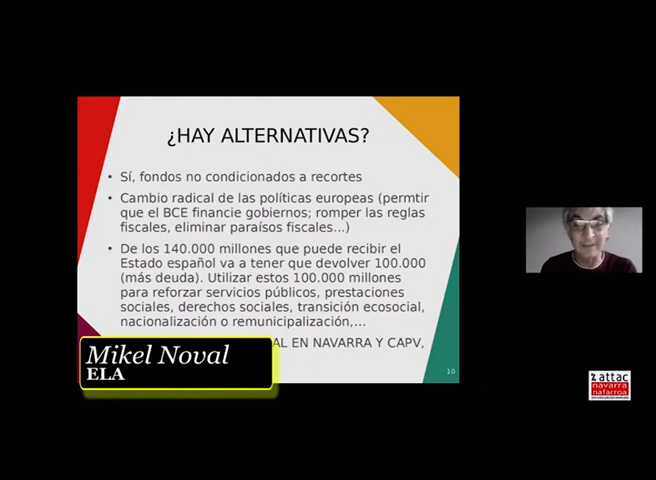 ¿HAY ALTERNATIVAS?
• Sí, fondos no condicionados a recortes
• Cambio radical de las políticas europeas (permtir
que el BCE financie gobiernos; romper las reglas
fiscales, eliminar paraísos fiscales...)
• De los 140.000 millones que puede recibir el
Estado español va a tener que devolver 100.000
(más deuda). Utilizar estos 100.000 millones
para reforzar servicios públicos, prestaciones
sociales, derechos sociales, transición ecosocial,
nacionalización o remunicipalización,...
EN NAVARRA Y CAPV,
Mikel Noval
ELA
10
attac
navarra
nafarroa